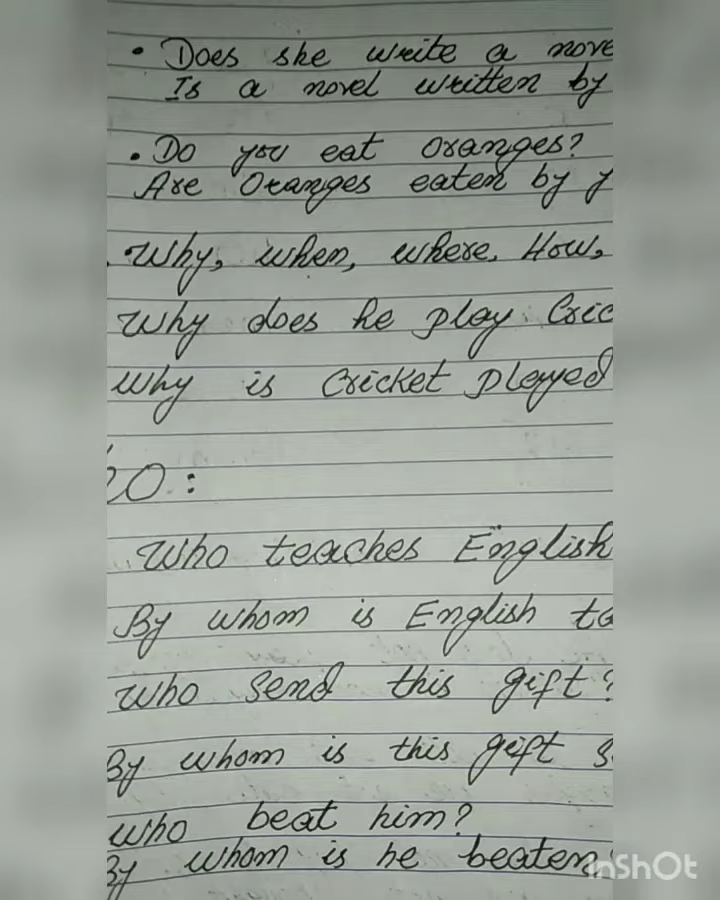 • Does she write a nove
Is a novel written by
• Do you eat oranges?
Are Oranges eaten by y
Why, when, where, How,
Why does he play Cric
Why is Cricket played
O :
Who teaches English
By whom is English ta
Who send this gift?
By whom is this gift s
Who beat him?
By whom is he beaten
InShOt